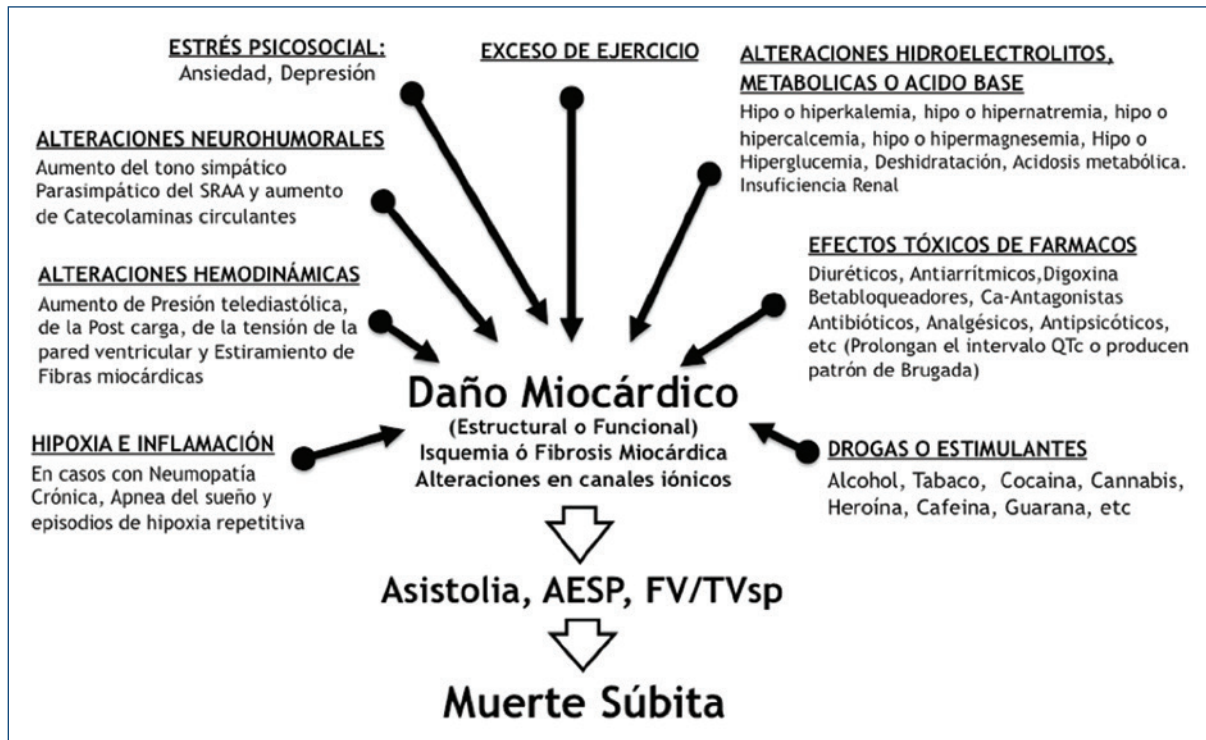 ESTRÉS PSICOSOCIAL:
Ansiedad, Depresión
EXCESO DE EJERCICIO
ALTERACIONES HIDROELECTROLITOS,
METABOLICAS O ACIDO BASE
Hipo o hiperkalemia, hipo o hipernatremia, hipo o
hipercalcemia, hipo o hipermagnesemia, Hipo o
Hiperglucemia, Deshidratación, Acidosis metabólica.
Insuficiencia Renal
ALTERACIONES NEUROHUMORALES
Aumento del tono simpático
Parasimpático del SRAA y aumento
de Catecolaminas circulantes
EFECTOS TÓXICOS DE FARMACOS
Diuréticos, Antiarrítmicos,Digoxina
Betabloqueadores, Ca-Antagonistas
Antibióticos, Analgésicos, Antipsicóticos,
etc (Prolongan el intervalo QTc o producen
patrón de Brugada)
ALTERACIONES HEMODINÁMICAS
Aumento de Presión telediastólica,
de la Post carga, de la tensión de la
pared ventricular y Estiramiento de
Fibras miocárdicas
HIPOXIA E INFLAMACIÓN
En casos con Neumopatía
Crónica, Apnea del sueño y
episodios de hipoxia repetitiva
DROGAS O ESTIMULANTES
Alcohol, Tabaco, Cocaina, Cannabis,
Heroína, Cafeina, Guarana, etc
Daño Miocárdico
(Estructural o Funcional)
Isquemia ó Fibrosis Miocárdica
Alteraciones en canales iónicos
Asistolia, AESP, FV/TVsp
Muerte Súbita